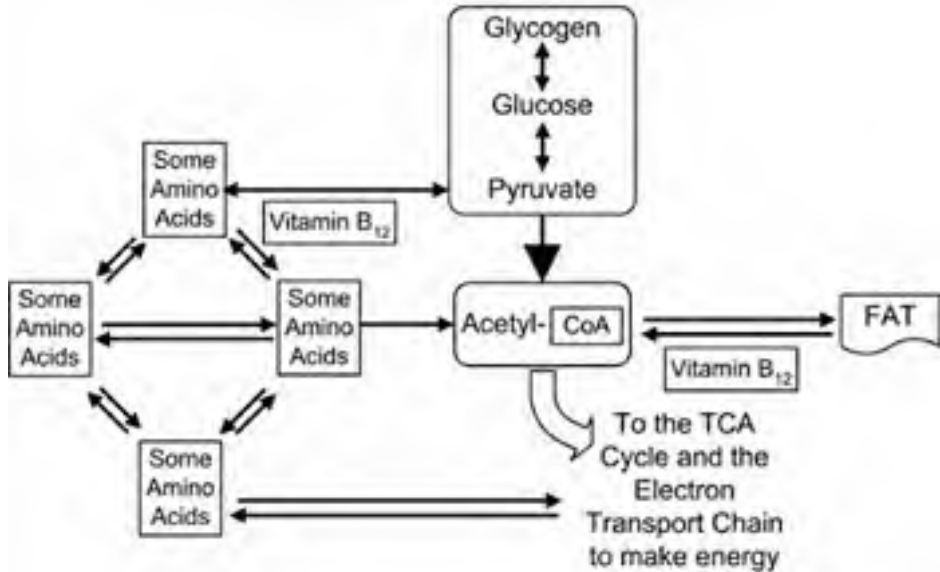 Glycogen
Glucose
Pyruvate
Some
Amino
Acids
Vitamin B12
Some
Amino
Acids
Some
Amino
Acids
Acetyl- CoA
FAT
Vitamin B12
To the TCA
Cycle and the
Electron
Transport Chain
to make energy
Some
Amino
Acids